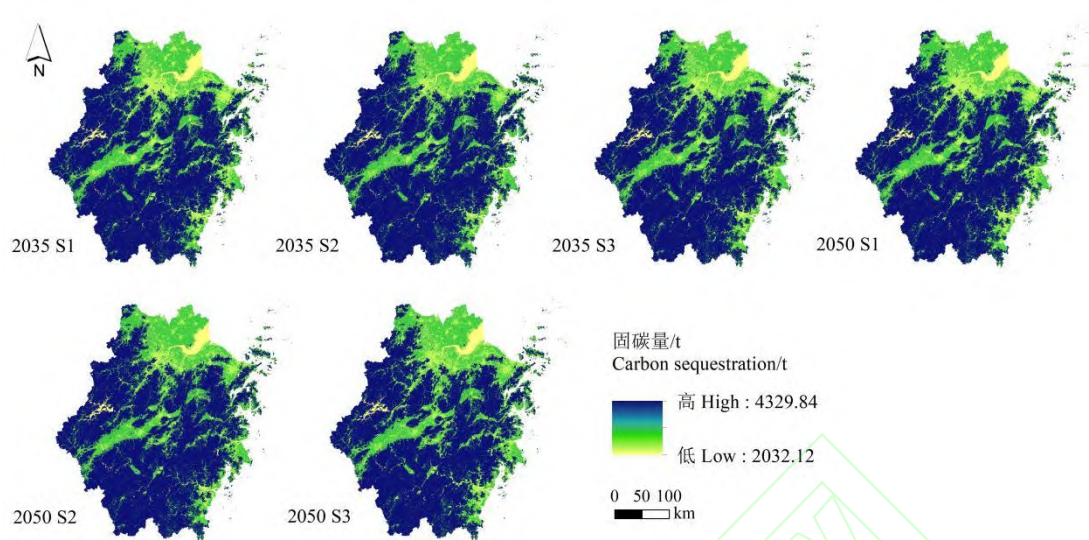 N
2035 S1
2035 S2
2035 S3
2050 S1
2050 S2
2050 S3
固碳量/t
Carbon sequestration/t
高 High : 4329.84
低 Low : 2032.12
0 50 100
km